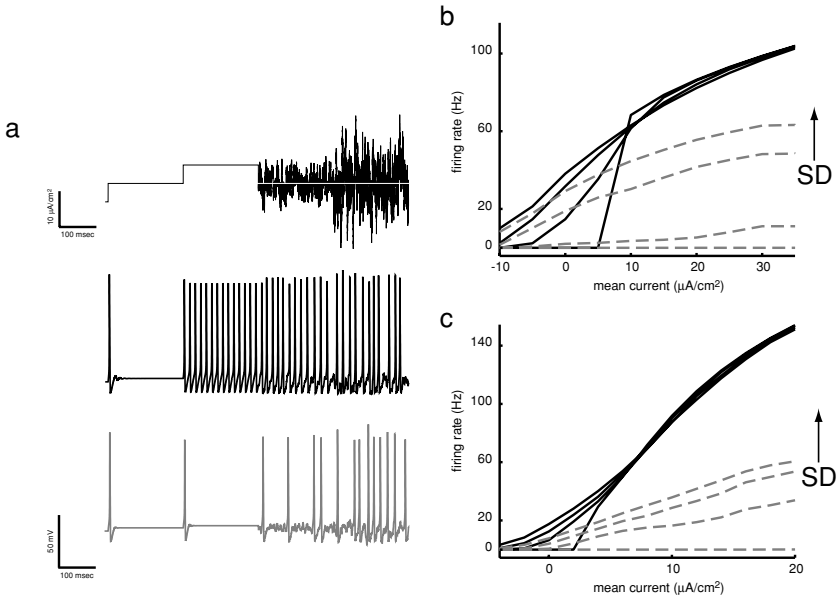 a
10 µA/cm²
100 msec
50 mV
100 msec
b
firing rate (Hz)
100
60
20
0
-10
0
10
20
30
mean current (µA/cm²)
SD
c
firing rate (Hz)
140
100
60
20
0
0
10
20
mean current (µA/cm²)
SD